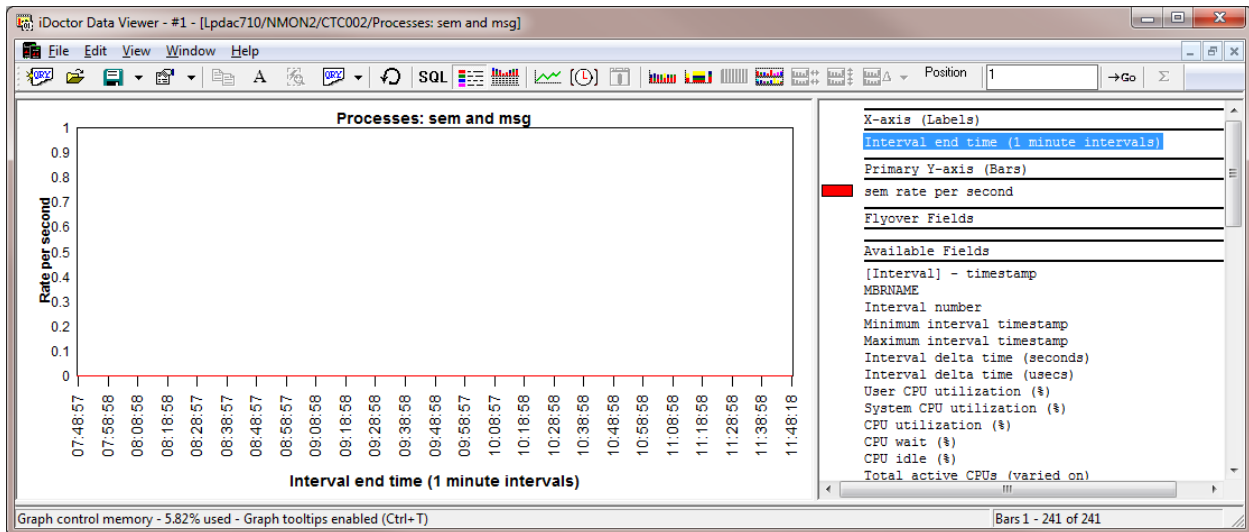 iDoctor Data Viewer - #1 - [Lpdac710/NMON2/CTC002/Processes: sem and msg]
File Edit View Window Help
QRY A QRY SQL Position 1 →Go Σ
Processes: sem and msg
Rate per second
1
0.9
0.8
0.7
0.6
0.5
0.4
0.3
0.2
0.1
0
07:48:57
07:58:58
08:08:58
08:18:58
08:28:57
08:38:57
08:48:57
08:58:57
09:08:58
09:18:58
09:28:58
09:38:58
09:48:58
10:08:57
10:18:58
10:28:58
10:38:58
10:48:58
10:58:58
11:08:58
11:18:58
11:28:58
11:38:58
11:48:18
Interval end time (1 minute intervals)
X-axis (Labels)
Interval end time (1 minute intervals)
Primary Y-axis (Bars)
sem rate per second
Flyover Fields
Available Fields
[Interval] - timestamp
MBRNAME
Interval number
Minimum interval timestamp
Maximum interval timestamp
Interval delta time (seconds)
Interval delta time (usecs)
User CPU utilization (%)
System CPU utilization (%)
CPU utilization (%)
CPU wait (%)
CPU idle (%)
Total active CPUs (varied on)
Graph control memory - 5.82% used - Graph tooltips enabled (Ctrl+T)
Bars 1 - 241 of 241